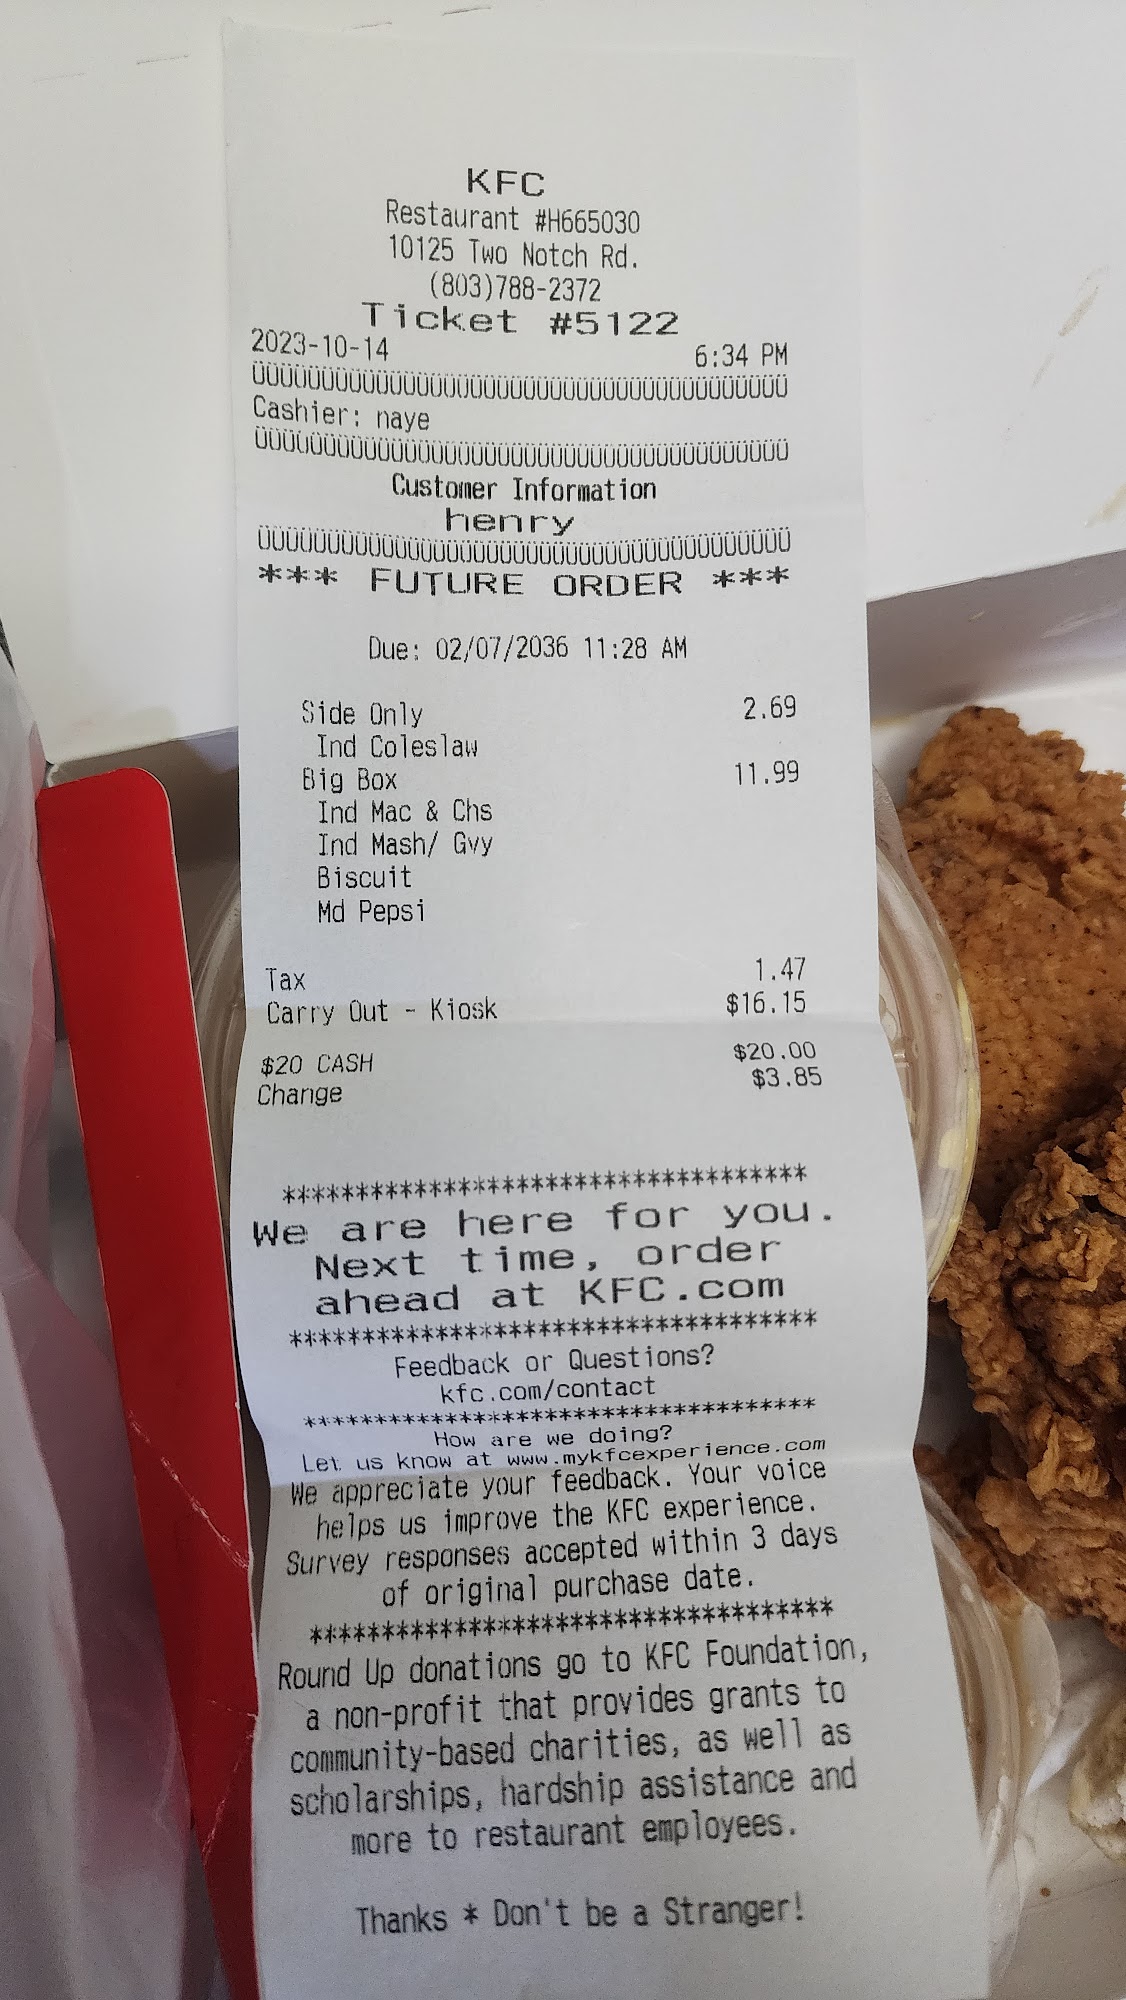 KFC
Restaurant #H665030
10125 Two Notch Rd.
(803)788-2372
Ticket #5122
2023-10-14 6:34 PM
ÜÜÜÜÜÜÜÜÜÜÜÜÜÜÜÜÜÜÜÜÜÜÜÜÜÜÜÜÜÜÜÜÜÜÜÜÜÜÜÜ
Cashier: naye
ÜÜÜÜÜÜÜÜÜÜÜÜÜÜÜÜÜÜÜÜÜÜÜÜÜÜÜÜÜÜÜÜÜÜÜÜÜÜÜÜ
Customer Information
henry
ÜÜÜÜÜÜÜÜÜÜÜÜÜÜÜÜÜÜÜÜÜÜÜÜÜÜÜÜÜÜÜÜÜÜÜÜÜÜÜÜ
*** FUTURE ORDER ***
Due: 02/07/2036 11:28 AM
Side Only 2.69
Ind Coleslaw
Big Box 11.99
Ind Mac & Chs
Ind Mash/ Gvy
Biscuit
Md Pepsi
Tax 1.47
Carry Out - Kiosk $16.15
$20 CASH $20.00
Change $3.85
************************************
We are here for you.
Next time, order
ahead at KFC.com
************************************
Feedback or Questions?
kfc.com/contact
************************************
How are we doing?
Let us know at www.mykfcexperience.com
We appreciate your feedback. Your voice
helps us improve the KFC experience.
Survey responses accepted within 3 days
of original purchase date.
************************************
Round Up donations go to KFC Foundation,
a non-profit that provides grants to
community-based charities, as well as
scholarships, hardship assistance and
more to restaurant employees.
Thanks * Don't be a Stranger!